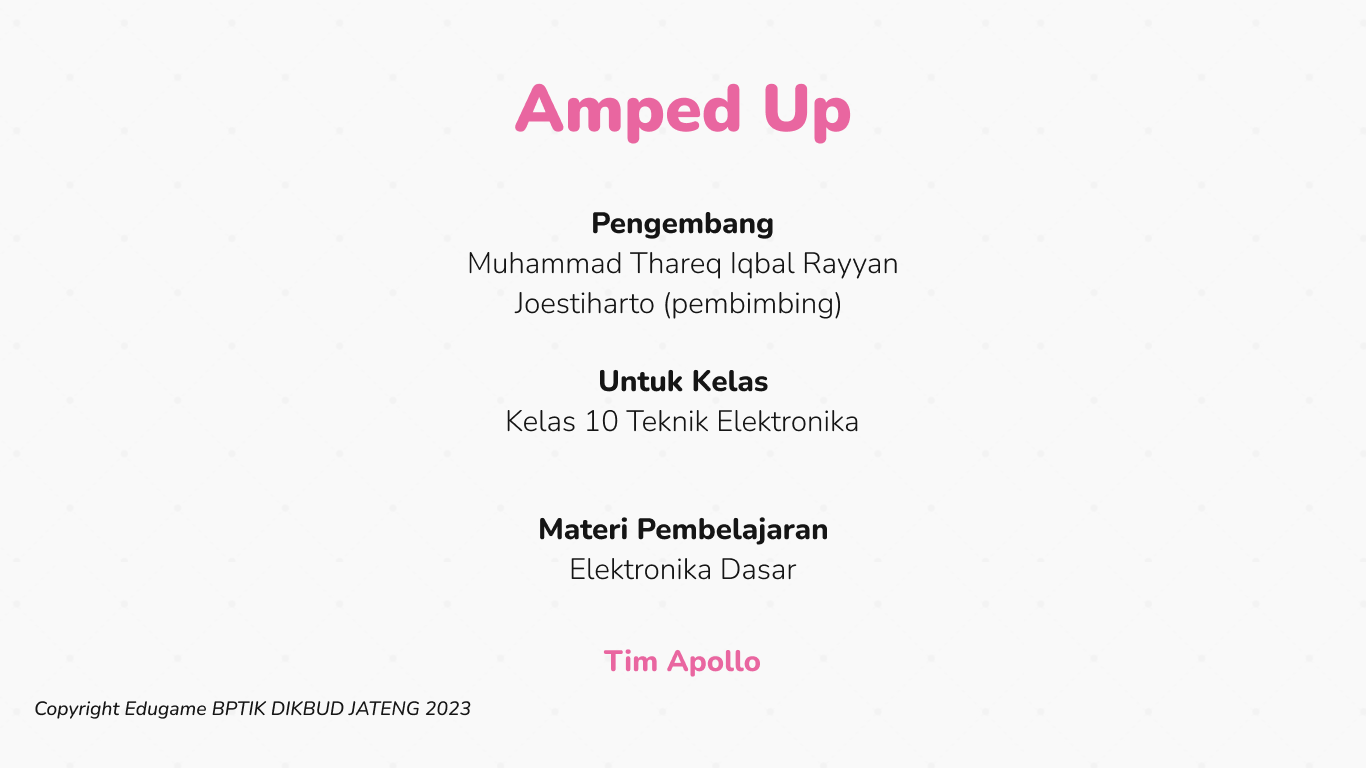 Amped Up
Pengembang
Muhammad Thareq Iqbal Rayyan
Joestiharto (pembimbing)
Untuk Kelas
Kelas 10 Teknik Elektronika
Materi Pembelajaran
Elektronika Dasar
Tim Apollo
Copyright Edugame BPTIK DIKBUD JATENG 2023